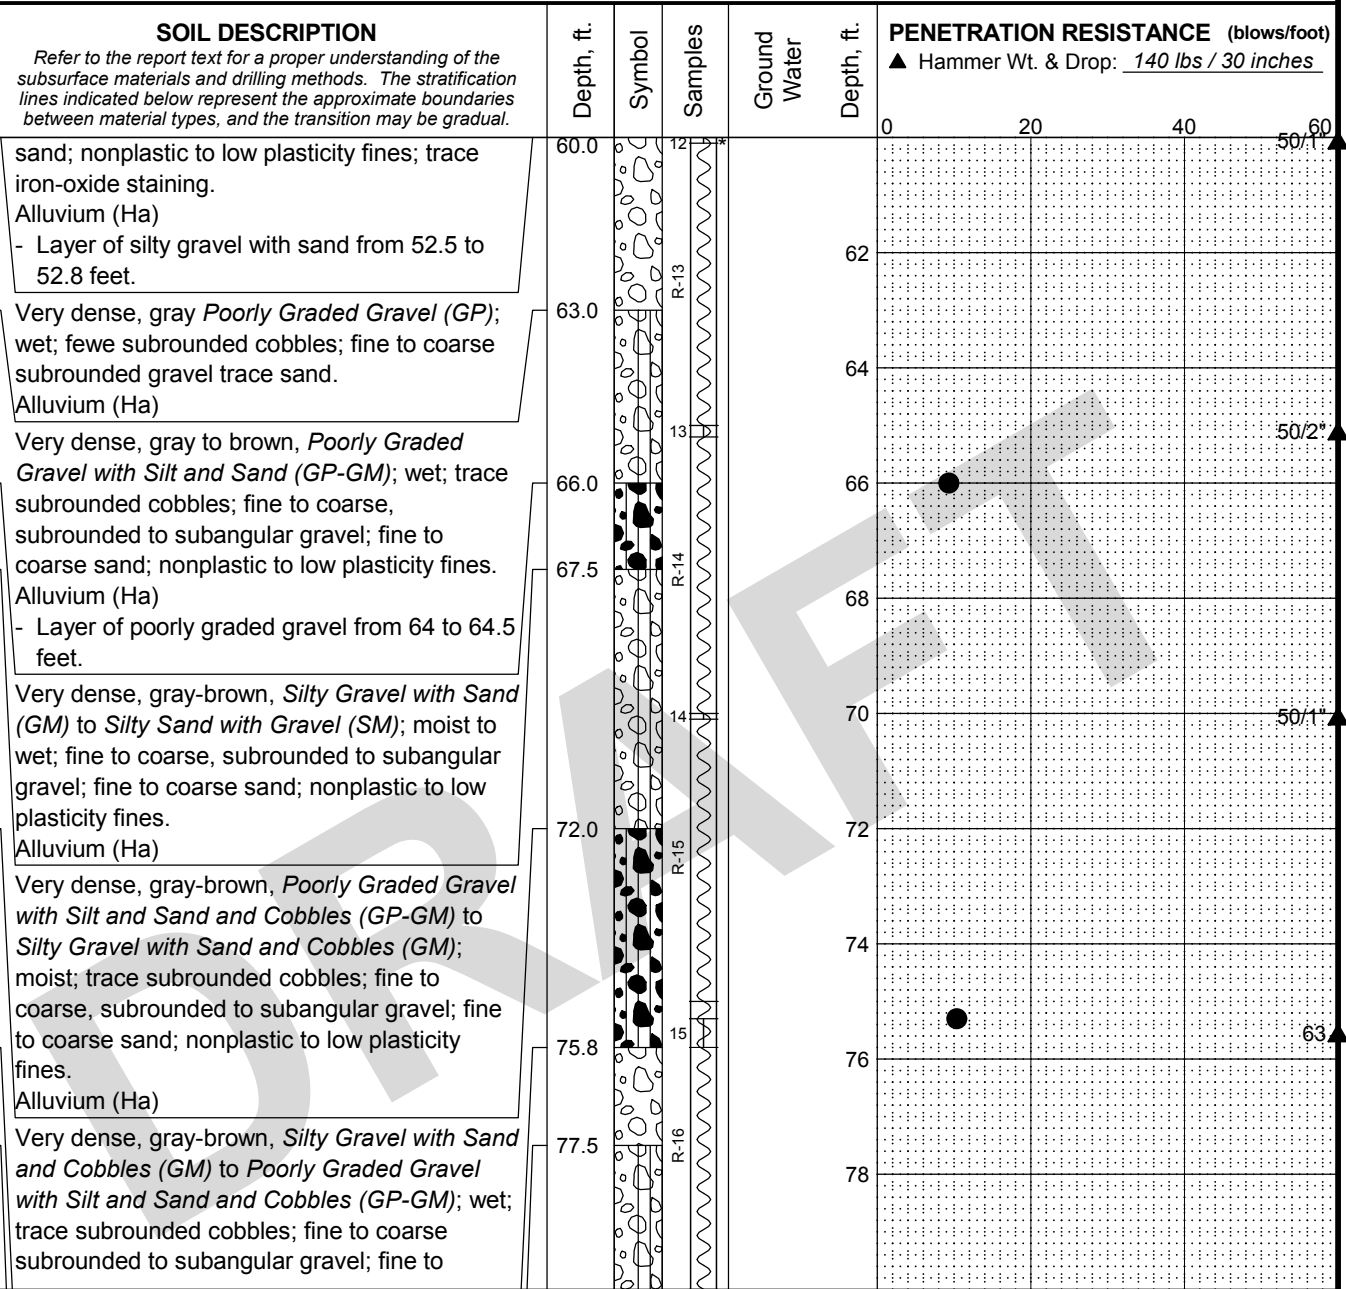 SOIL DESCRIPTION
Refer to the report text for a proper understanding of the
subsurface materials and drilling methods. The stratification
lines indicated below represent the approximate boundaries
between material types, and the transition may be gradual.
Depth, ft.
Symbol
Samples
Ground
Water
Depth, ft.
PENETRATION RESISTANCE (blows/foot)
▲ Hammer Wt. & Drop: 140 lbs / 30 inches
0 20 40 60
sand; nonplastic to low plasticity fines; trace
iron-oxide staining.
Alluvium (Ha)
- Layer of silty gravel with sand from 52.5 to
52.8 feet.
Very dense, gray Poorly Graded Gravel (GP);
wet; fewe subrounded cobbles; fine to coarse
subrounded gravel trace sand.
Alluvium (Ha)
Very dense, gray to brown, Poorly Graded
Gravel with Silt and Sand (GP-GM); wet; trace
subrounded cobbles; fine to coarse,
subrounded to subangular gravel; fine to
coarse sand; nonplastic to low plasticity fines.
Alluvium (Ha)
- Layer of poorly graded gravel from 64 to 64.5
feet.
Very dense, gray-brown, Silty Gravel with Sand
(GM) to Silty Sand with Gravel (SM); moist to
wet; fine to coarse, subrounded to subangular
gravel; fine to coarse sand; nonplastic to low
plasticity fines.
Alluvium (Ha)
Very dense, gray-brown, Poorly Graded Gravel
with Silt and Sand and Cobbles (GP-GM) to
Silty Gravel with Sand and Cobbles (GM);
moist; trace subrounded cobbles; fine to
coarse, subrounded to subangular gravel; fine
to coarse sand; nonplastic to low plasticity
fines.
Alluvium (Ha)
Very dense, gray-brown, Silty Gravel with Sand
and Cobbles (GM) to Poorly Graded Gravel
with Silt and Sand and Cobbles (GP-GM); wet;
trace subrounded cobbles; fine to coarse
subrounded to subangular gravel; fine to
60.0
63.0
66.0
67.5
72.0
75.8
77.5
12 *
R-13
13
R-14
14
R-15
15
R-16
62
64
66
68
70
72
74
76
78
50/1"
50/2"
50/1"
63
DRAFT